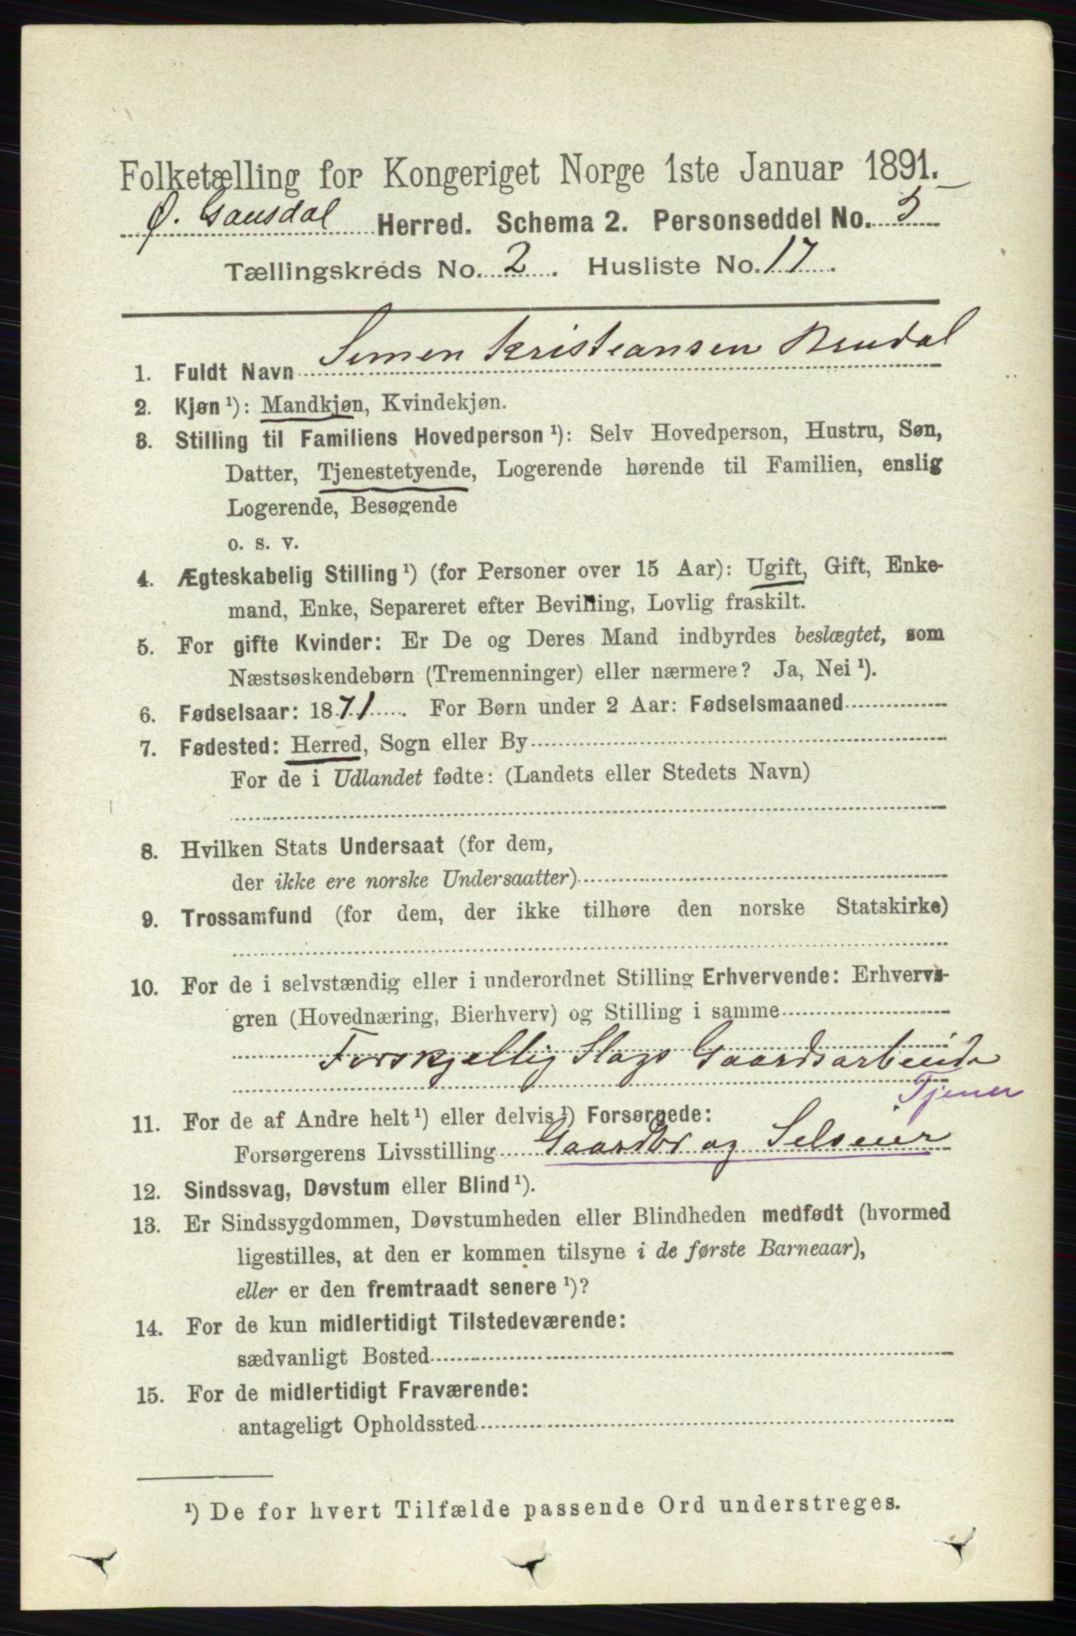 Folketælling for Kongeriget Norge 1ste Januar 1891.
Ø. Gausdal Herred. Schema 2. Personseddel No. 5
Tællingskreds No. 2. Husliste No. 17.
1. Fuldt Navn Simen Kristiansen
2. Kjøn ¹): Mandkjøn, Kvindekjøn.
3. Stilling til Familiens Hovedperson ¹): Selv Hovedperson, Hustru, Søn,
Datter, Tjenestetyende, Logerende hørende til Familien, enslig
Logerende, Besøgende
o. s. v.
4. Ægteskabelig Stilling ¹) (for Personer over 15 Aar): Ugift, Gift, Enke-
mand, Enke, Separeret efter Bevilling, Lovlig fraskilt.
5. For gifte Kvinder: Er De og Deres Mand indbyrdes beslægtet, som
Næstsøskendebørn (Tremenninger) eller nærmere? Ja, Nei ¹).
6. Fødselsaar: 1871. For Børn under 2 Aar: Fødselsmaaned
7. Fødested: Herred, Sogn eller By
For de i Udlandet fødte: (Landets eller Stedets Navn)
8. Hvilken Stats Undersaat (for dem,
der ikke ere norske Undersaatter)
9. Trossamfund (for dem, der ikke tilhøre den norske Statskirke)
10. For de i selvstændig eller i underordnet Stilling Erhvervende: Erhvervs-
gren (Hovednæring, Bierhverv) og Stilling i samme
Forskjellig Slags Gaardsarbeide
Tjener
11. For de af Andre helt ¹) eller delvis ¹) Forsørgede:
Forsørgerens Livsstilling Gaardbr og Selveier
12. Sindssvag, Døvstum eller Blind ¹).
13. Er Sindssygdommen, Døvstumheden eller Blindheden medfødt (hvormed
ligestilles, at den er kommen tilsyne i de første Barneaar),
eller er den fremtraadt senere ¹)?
14. For de kun midlertidigt Tilstedeværende:
sædvanligt Bosted
15. For de midlertidigt Fraværende:
antageligt Opholdssted
¹) De for hvert Tilfælde passende Ord understreges.